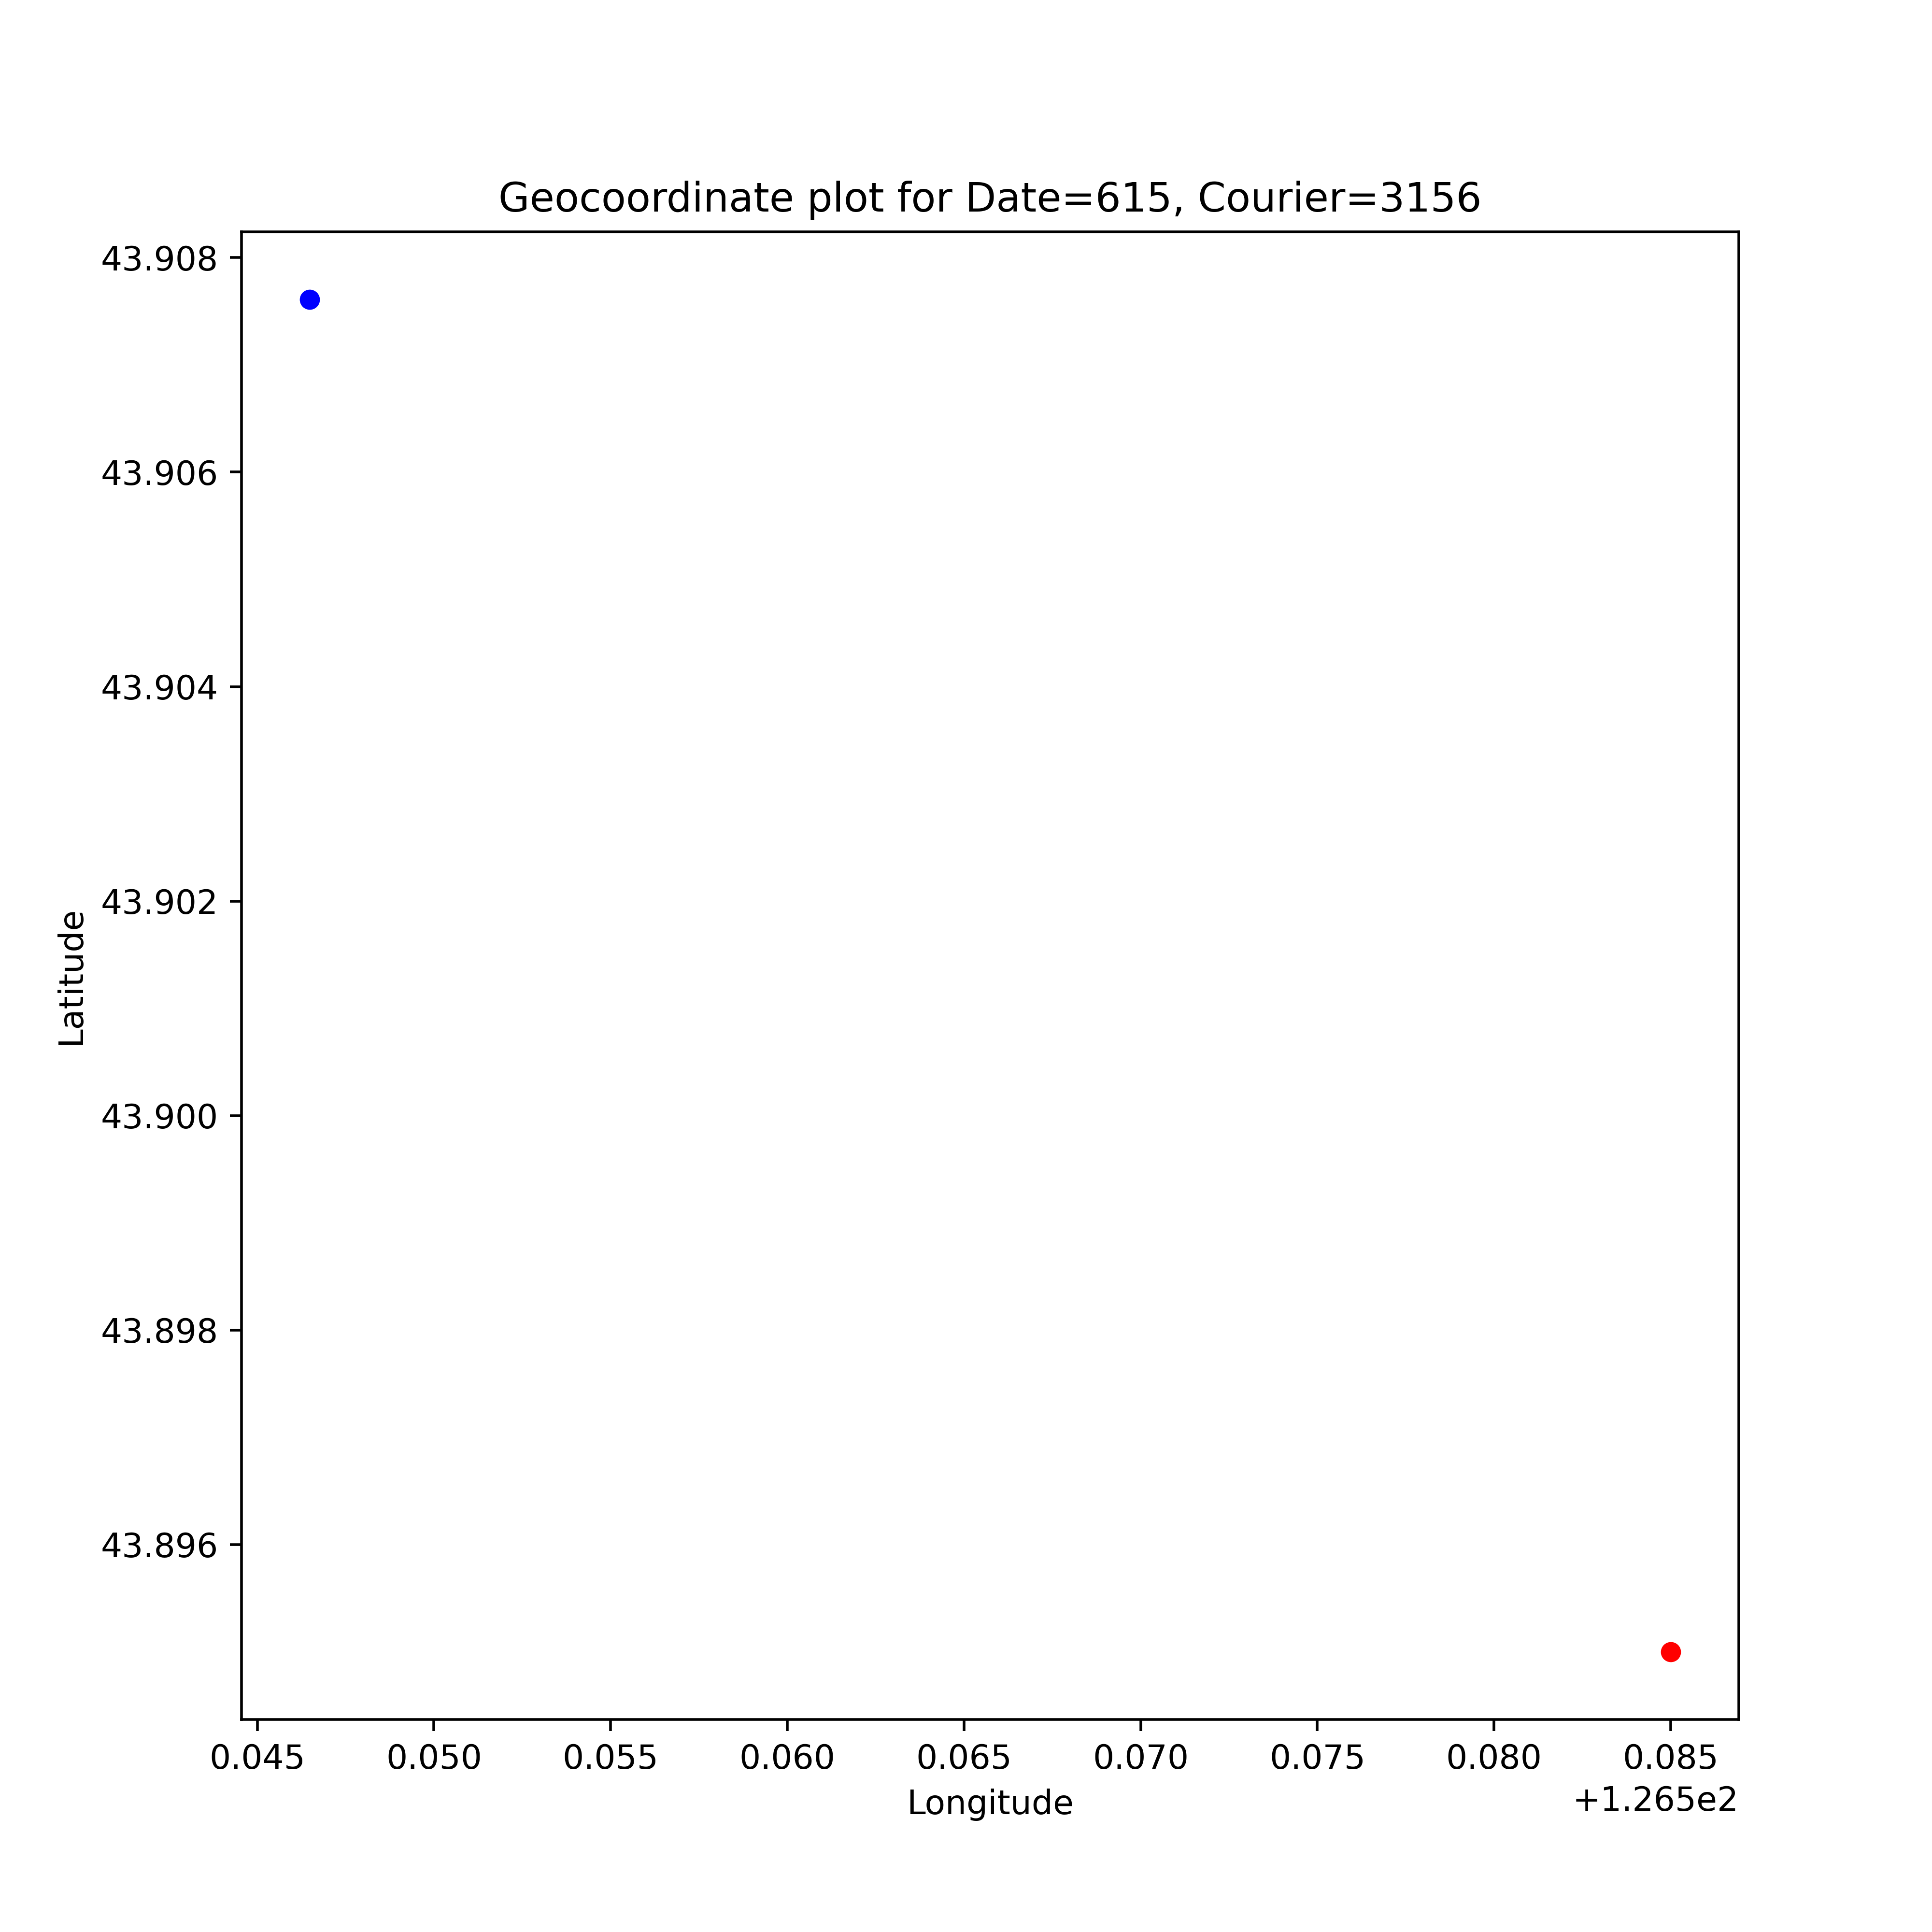 Geocoordinate plot for Date=615, Courier=3156
43.908
43.906
43.904
43.902
43.900
43.898
43.896
Latitude
0.045 0.050 0.055 0.060 0.065 0.070 0.075 0.080 0.085
+1.265e2
Longitude